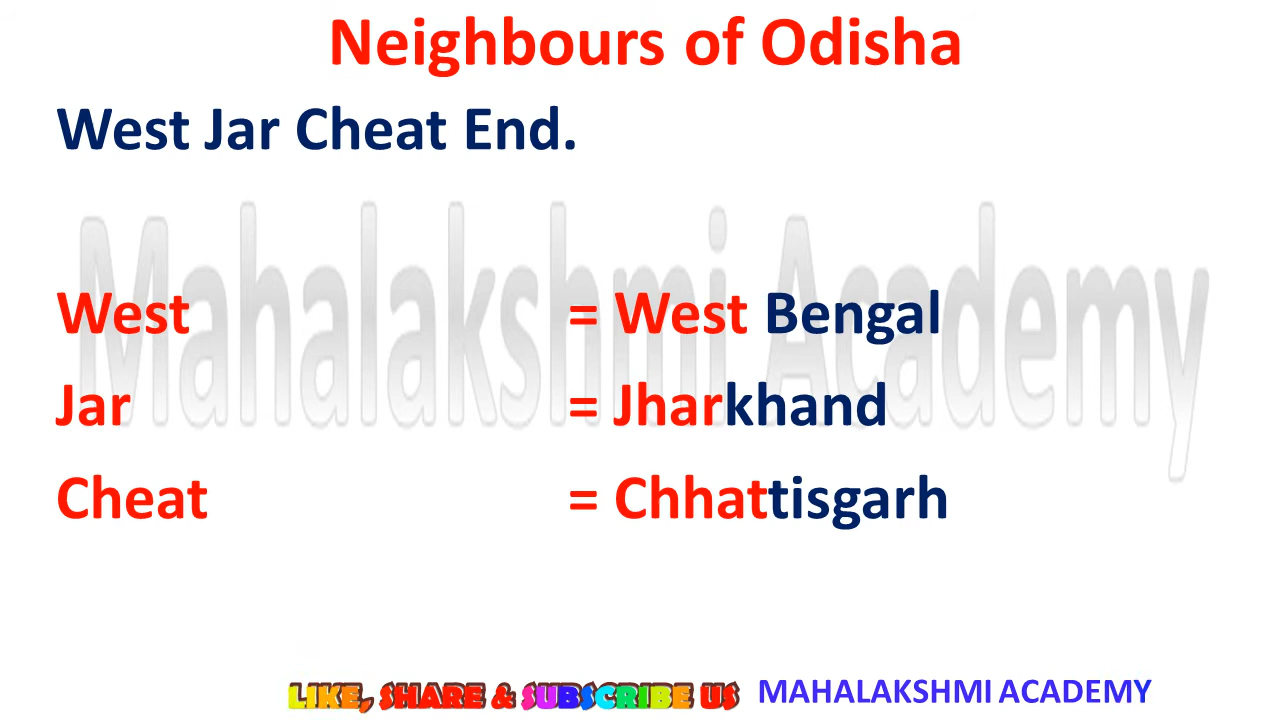 Neighbours of Odisha
West Jar Cheat End.
Mahalakshmi Academy
West = West Bengal
Jar = Jharkhand
Cheat = Chhattisgarh
LIKE, SHARE & SUBSCRIBE US MAHALAKSHMI ACADEMY